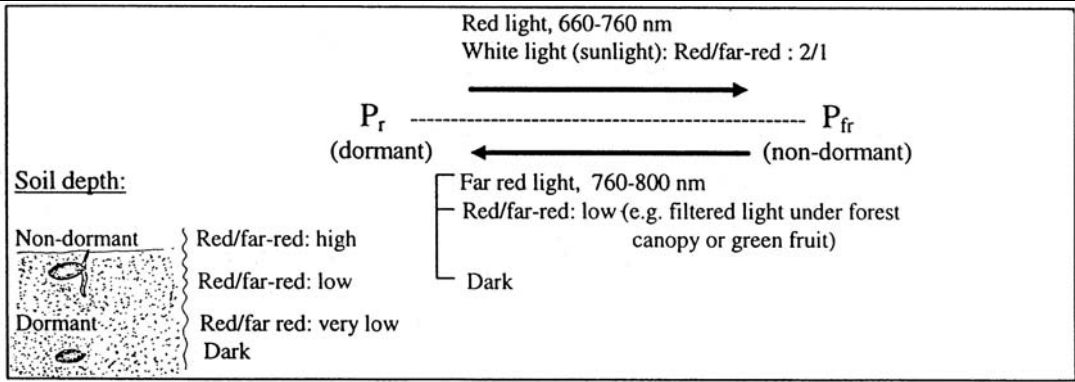 Red light, 660-760 nm
White light (sunlight): Red/far-red : 2/1
Pr ---------------------------------------- Pfr
(dormant) (non-dormant)
Soil depth:
Far red light, 760-800 nm
Red/far-red: low (e.g. filtered light under forest
canopy or green fruit)
Non-dormant Red/far-red: high
Red/far-red: low
Dark
Dormant Red/far red: very low
Dark